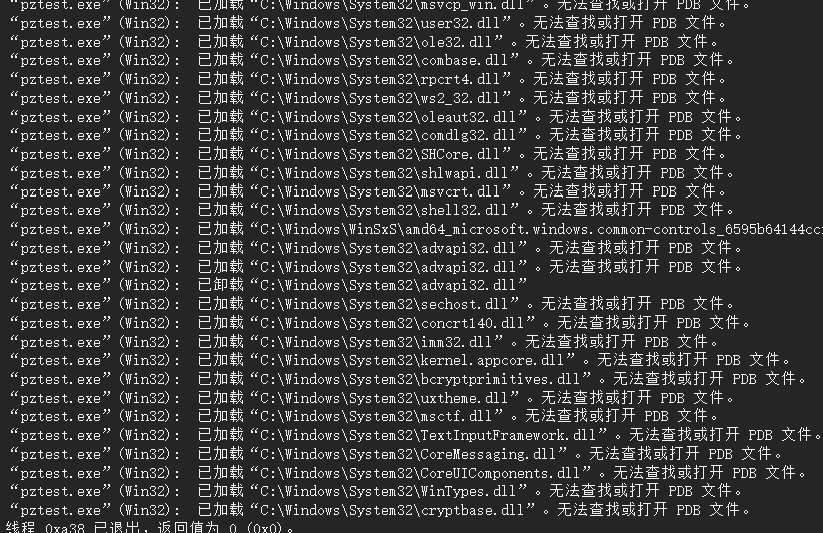 “pztest.exe”(Win32): 已加载“C:\Windows\System32\msvcp_win.dll”。无法查找或打开 PDB 文件。
“pztest.exe”(Win32): 已加载“C:\Windows\System32\user32.dll”。无法查找或打开 PDB 文件。
“pztest.exe”(Win32): 已加载“C:\Windows\System32\ole32.dll”。无法查找或打开 PDB 文件。
“pztest.exe”(Win32): 已加载“C:\Windows\System32\combase.dll”。无法查找或打开 PDB 文件。
“pztest.exe”(Win32): 已加载“C:\Windows\System32\rpcrt4.dll”。无法查找或打开 PDB 文件。
“pztest.exe”(Win32): 已加载“C:\Windows\System32\ws2_32.dll”。无法查找或打开 PDB 文件。
“pztest.exe”(Win32): 已加载“C:\Windows\System32\oleaut32.dll”。无法查找或打开 PDB 文件。
“pztest.exe”(Win32): 已加载“C:\Windows\System32\comdlg32.dll”。无法查找或打开 PDB 文件。
“pztest.exe”(Win32): 已加载“C:\Windows\System32\SHCore.dll”。无法查找或打开 PDB 文件。
“pztest.exe”(Win32): 已加载“C:\Windows\System32\shlwapi.dll”。无法查找或打开 PDB 文件。
“pztest.exe”(Win32): 已加载“C:\Windows\System32\msvcrt.dll”。无法查找或打开 PDB 文件。
“pztest.exe”(Win32): 已加载“C:\Windows\System32\shell32.dll”。无法查找或打开 PDB 文件。
“pztest.exe”(Win32): 已加载“C:\Windows\WinSxS\amd64_microsoft.windows.common-controls_6595b64144cc
“pztest.exe”(Win32): 已加载“C:\Windows\System32\advapi32.dll”。无法查找或打开 PDB 文件。
“pztest.exe”(Win32): 已加载“C:\Windows\System32\advapi32.dll”。无法查找或打开 PDB 文件。
“pztest.exe”(Win32): 已卸载“C:\Windows\System32\advapi32.dll”
“pztest.exe”(Win32): 已加载“C:\Windows\System32\sechost.dll”。无法查找或打开 PDB 文件。
“pztest.exe”(Win32): 已加载“C:\Windows\System32\concrt140.dll”。无法查找或打开 PDB 文件。
“pztest.exe”(Win32): 已加载“C:\Windows\System32\imm32.dll”。无法查找或打开 PDB 文件。
“pztest.exe”(Win32): 已加载“C:\Windows\System32\kernel.appcore.dll”。无法查找或打开 PDB 文件。
“pztest.exe”(Win32): 已加载“C:\Windows\System32\bcryptprimitives.dll”。无法查找或打开 PDB 文件。
“pztest.exe”(Win32): 已加载“C:\Windows\System32\uxtheme.dll”。无法查找或打开 PDB 文件。
“pztest.exe”(Win32): 已加载“C:\Windows\System32\msctf.dll”。无法查找或打开 PDB 文件。
“pztest.exe”(Win32): 已加载“C:\Windows\System32\TextInputFramework.dll”。无法查找或打开 PDB 文件。
“pztest.exe”(Win32): 已加载“C:\Windows\System32\CoreMessaging.dll”。无法查找或打开 PDB 文件。
“pztest.exe”(Win32): 已加载“C:\Windows\System32\CoreUIComponents.dll”。无法查找或打开 PDB 文件。
“pztest.exe”(Win32): 已加载“C:\Windows\System32\WinTypes.dll”。无法查找或打开 PDB 文件。
“pztest.exe”(Win32): 已加载“C:\Windows\System32\cryptbase.dll”。无法查找或打开 PDB 文件。
线程 0xa38 已退出，返回值为 0 (0x0)。